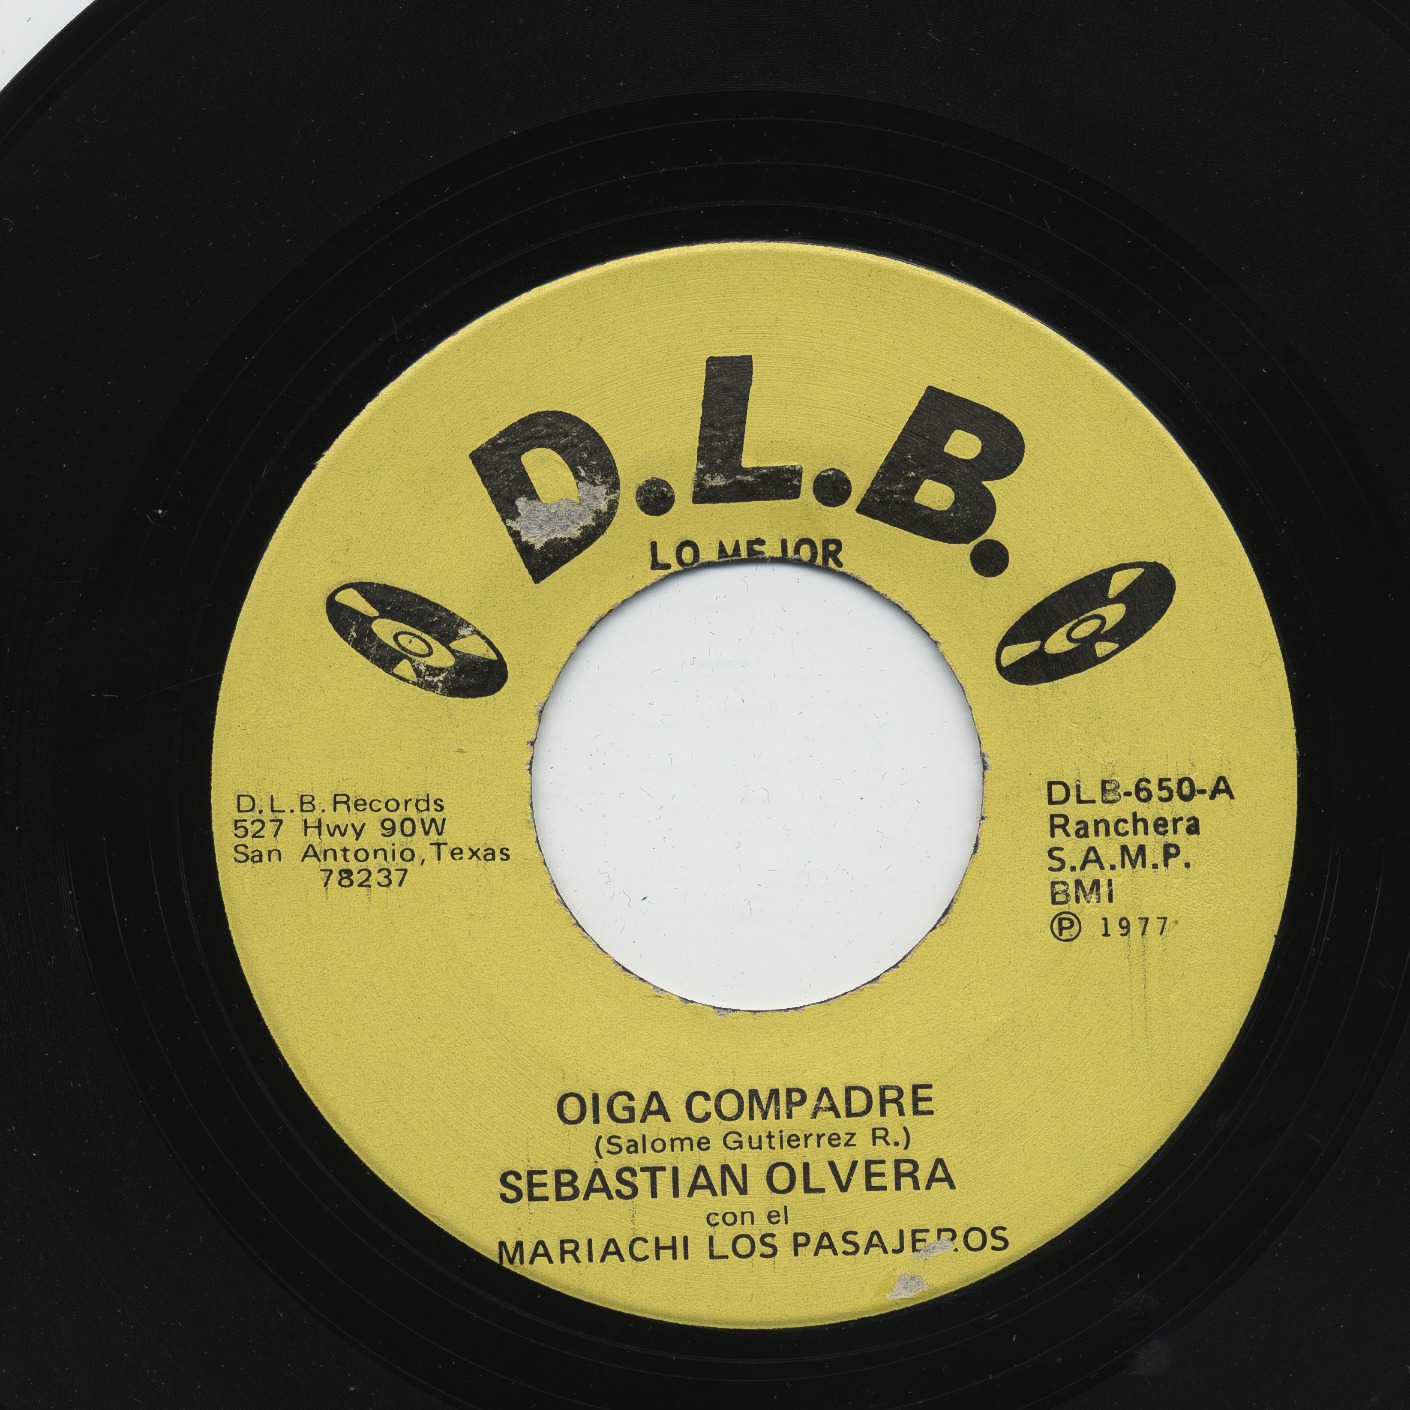 D.L.B.
LO MEJOR
D.L.B. Records
527 Hwy 90W
San Antonio, Texas
78237
DLB-650-A
Ranchera
S.A.M.P.
BMI
Ⓟ 1977
OIGA COMPADRE
(Salome Gutierrez R.)
SEBASTIAN OLVERA
con el
MARIACHI LOS PASAJEROS